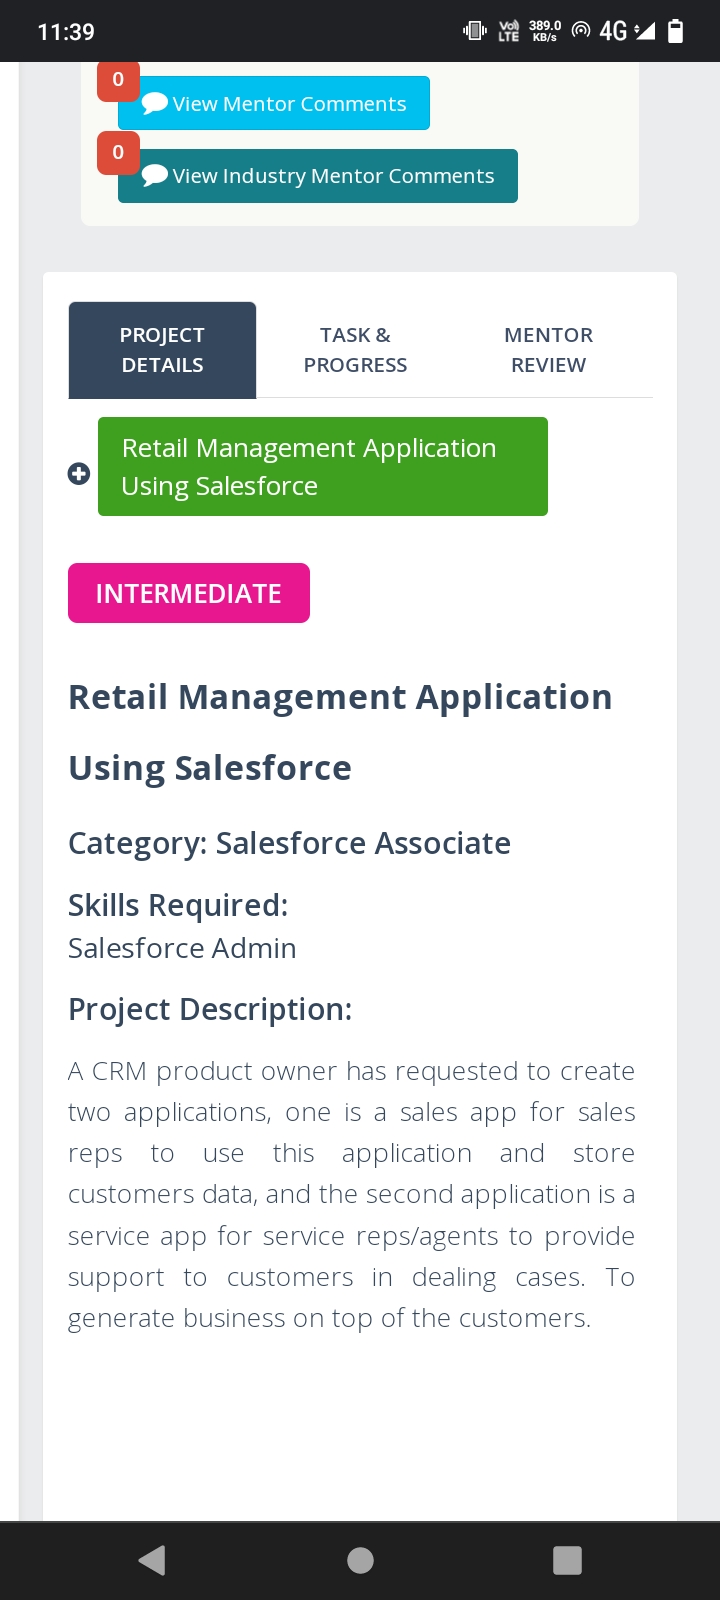 11:39
Vo)) LTE 389.0 KB/s 4G
0
View Mentor Comments
0
View Industry Mentor Comments
PROJECT DETAILS
TASK & PROGRESS
MENTOR REVIEW
Retail Management Application
Using Salesforce
INTERMEDIATE
Retail Management Application
Using Salesforce
Category: Salesforce Associate
Skills Required:
Salesforce Admin
Project Description:
A CRM product owner has requested to create
two applications, one is a sales app for sales
reps to use this application and store
customers data, and the second application is a
service app for service reps/agents to provide
support to customers in dealing cases. To
generate business on top of the customers.